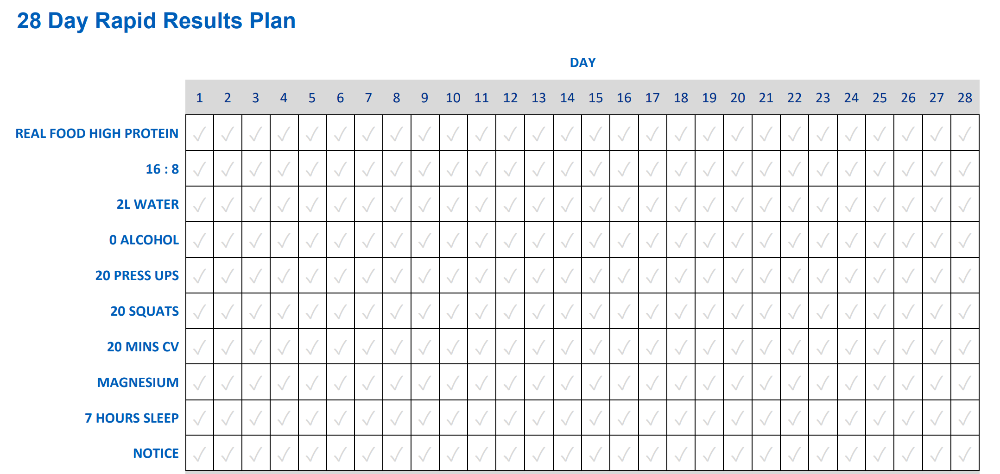 28 Day Rapid Results Plan
DAY
1 2 3 4 5 6 7 8 9 10 11 12 13 14 15 16 17 18 19 20 21 22 23 24 25 26 27 28
REAL FOOD HIGH PROTEIN ✓ ✓ ✓ ✓ ✓ ✓ ✓ ✓ ✓ ✓ ✓ ✓ ✓ ✓ ✓ ✓ ✓ ✓ ✓ ✓ ✓ ✓ ✓ ✓ ✓ ✓ ✓ ✓
16 : 8 ✓ ✓ ✓ ✓ ✓ ✓ ✓ ✓ ✓ ✓ ✓ ✓ ✓ ✓ ✓ ✓ ✓ ✓ ✓ ✓ ✓ ✓ ✓ ✓ ✓ ✓ ✓ ✓
2L WATER ✓ ✓ ✓ ✓ ✓ ✓ ✓ ✓ ✓ ✓ ✓ ✓ ✓ ✓ ✓ ✓ ✓ ✓ ✓ ✓ ✓ ✓ ✓ ✓ ✓ ✓ ✓ ✓
0 ALCOHOL ✓ ✓ ✓ ✓ ✓ ✓ ✓ ✓ ✓ ✓ ✓ ✓ ✓ ✓ ✓ ✓ ✓ ✓ ✓ ✓ ✓ ✓ ✓ ✓ ✓ ✓ ✓ ✓
20 PRESS UPS ✓ ✓ ✓ ✓ ✓ ✓ ✓ ✓ ✓ ✓ ✓ ✓ ✓ ✓ ✓ ✓ ✓ ✓ ✓ ✓ ✓ ✓ ✓ ✓ ✓ ✓ ✓ ✓
20 SQUATS ✓ ✓ ✓ ✓ ✓ ✓ ✓ ✓ ✓ ✓ ✓ ✓ ✓ ✓ ✓ ✓ ✓ ✓ ✓ ✓ ✓ ✓ ✓ ✓ ✓ ✓ ✓ ✓
20 MINS CV ✓ ✓ ✓ ✓ ✓ ✓ ✓ ✓ ✓ ✓ ✓ ✓ ✓ ✓ ✓ ✓ ✓ ✓ ✓ ✓ ✓ ✓ ✓ ✓ ✓ ✓ ✓ ✓
MAGNESIUM ✓ ✓ ✓ ✓ ✓ ✓ ✓ ✓ ✓ ✓ ✓ ✓ ✓ ✓ ✓ ✓ ✓ ✓ ✓ ✓ ✓ ✓ ✓ ✓ ✓ ✓ ✓ ✓
7 HOURS SLEEP ✓ ✓ ✓ ✓ ✓ ✓ ✓ ✓ ✓ ✓ ✓ ✓ ✓ ✓ ✓ ✓ ✓ ✓ ✓ ✓ ✓ ✓ ✓ ✓ ✓ ✓ ✓ ✓
NOTICE ✓ ✓ ✓ ✓ ✓ ✓ ✓ ✓ ✓ ✓ ✓ ✓ ✓ ✓ ✓ ✓ ✓ ✓ ✓ ✓ ✓ ✓ ✓ ✓ ✓ ✓ ✓ ✓